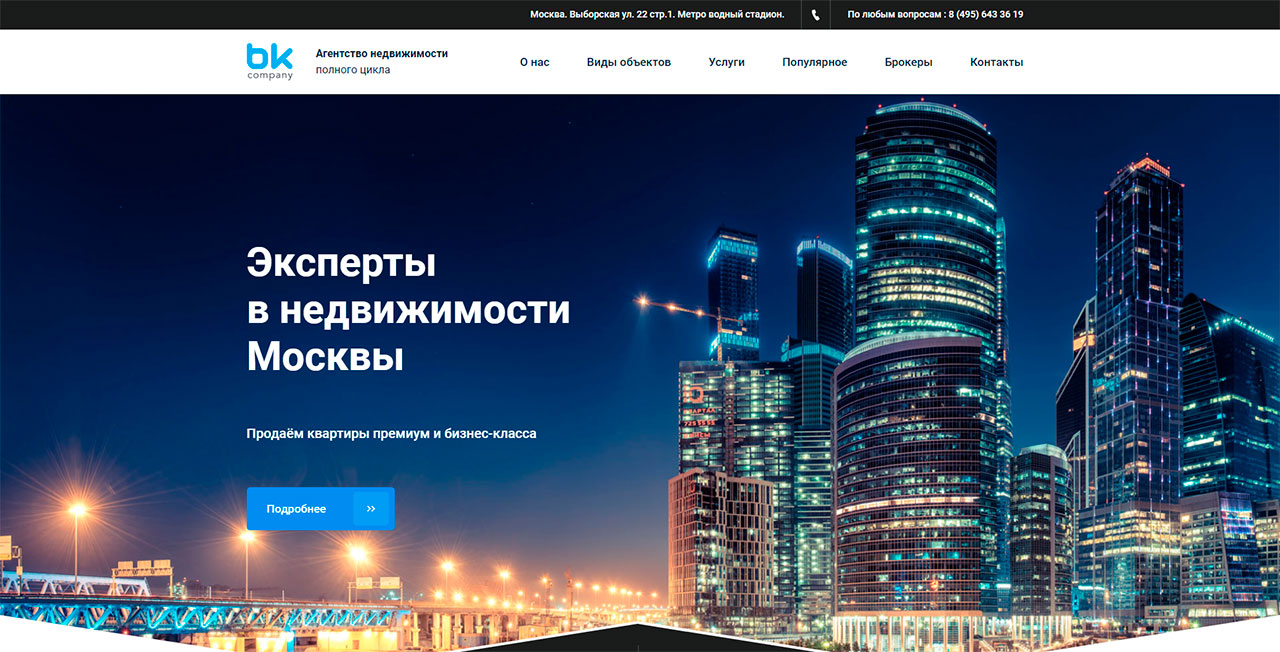 Москва. Выборская ул. 22 стр.1. Метро водный стадион.
По любым вопросам : 8 (495) 643 36 19
bk
company
Агентство недвижимости
полного цикла
О нас
Виды объектов
Услуги
Популярное
Брокеры
Контакты
Эксперты
в недвижимости
Москвы
Продаём квартиры премиум и бизнес-класса
Подробнее